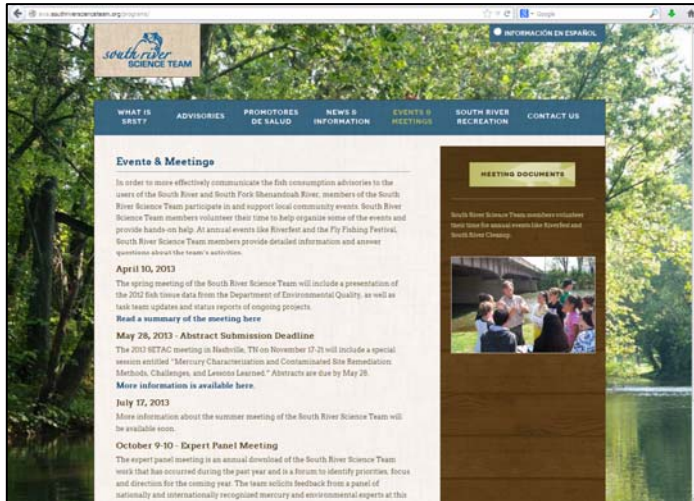 southriverscienceteam.org/programs/
Google
INFORMACIÓN EN ESPAÑOL
south river
SCIENCE TEAM
WHAT IS SRST?
ADVISORIES
PROMOTORES DE SALUD
NEWS & INFORMATION
EVENTS & MEETINGS
SOUTH RIVER RECREATION
CONTACT US
Events & Meetings
In order to more effectively communicate the fish consumption advisories to the
users of the South River and South Fork Shenandoah River, members of the South
River Science Team participate in and support local community events. South River
Science Team members volunteer their time to help organize some of the events and
provide hands-on help. At annual events like Riverfest and the Fly Fishing Festival,
South River Science Team members provide detailed information and answer
questions about the team's activities.
April 10, 2013
The spring meeting of the South River Science Team will include a presentation of
the 2012 fish tissue data from the Department of Environmental Quality, as well as
task team updates and status reports of ongoing projects.
Read a summary of the meeting here
May 28, 2013 - Abstract Submission Deadline
The 2013 SETAC meeting in Nashville, TN on November 17-21 will include a special
session entitled "Mercury Characterization and Contaminated Site Remediation
Methods, Challenges, and Lessons Learned." Abstracts are due by May 28.
More information is available here.
July 17, 2013
More information about the summer meeting of the South River Science Team will
be available soon.
October 9-10 - Expert Panel Meeting
The expert panel meeting is an annual download of the South River Science Team
work that has occurred during the past year and is a forum to identify priorities, focus
and direction for the coming year. The team solicits feedback from a panel of
nationally and internationally recognized mercury and environmental experts at this
MEETING DOCUMENTS
South River Science Team members volunteer
their time for annual events like Riverfest and
South River Cleanup.